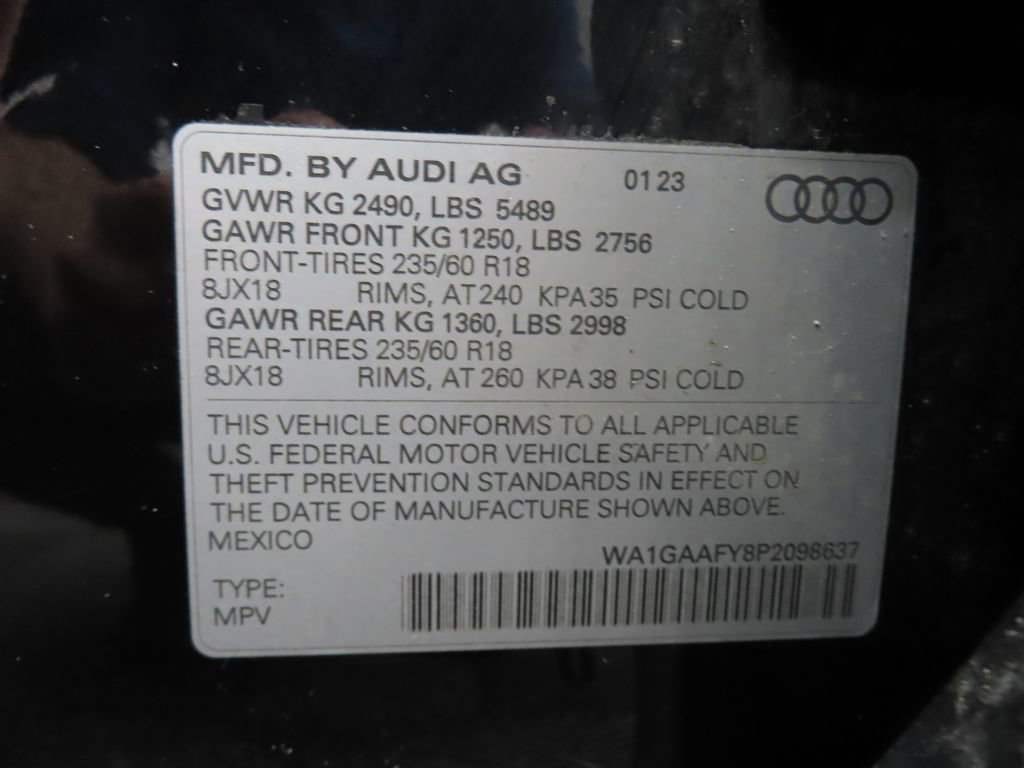 MFD. BY AUDI AG 0123
GVWR KG 2490, LBS 5489
GAWR FRONT KG 1250, LBS 2756
FRONT-TIRES 235/60 R18
8JX18 RIMS, AT 240 KPA 35 PSI COLD
GAWR REAR KG 1360, LBS 2998
REAR-TIRES 235/60 R18
8JX18 RIMS, AT 260 KPA 38 PSI COLD
THIS VEHICLE CONFORMS TO ALL APPLICABLE
U.S. FEDERAL MOTOR VEHICLE SAFETY AND
THEFT PREVENTION STANDARDS IN EFFECT ON
THE DATE OF MANUFACTURE SHOWN ABOVE.
MEXICO
WA1GAAFY8P2098637
TYPE:
MPV